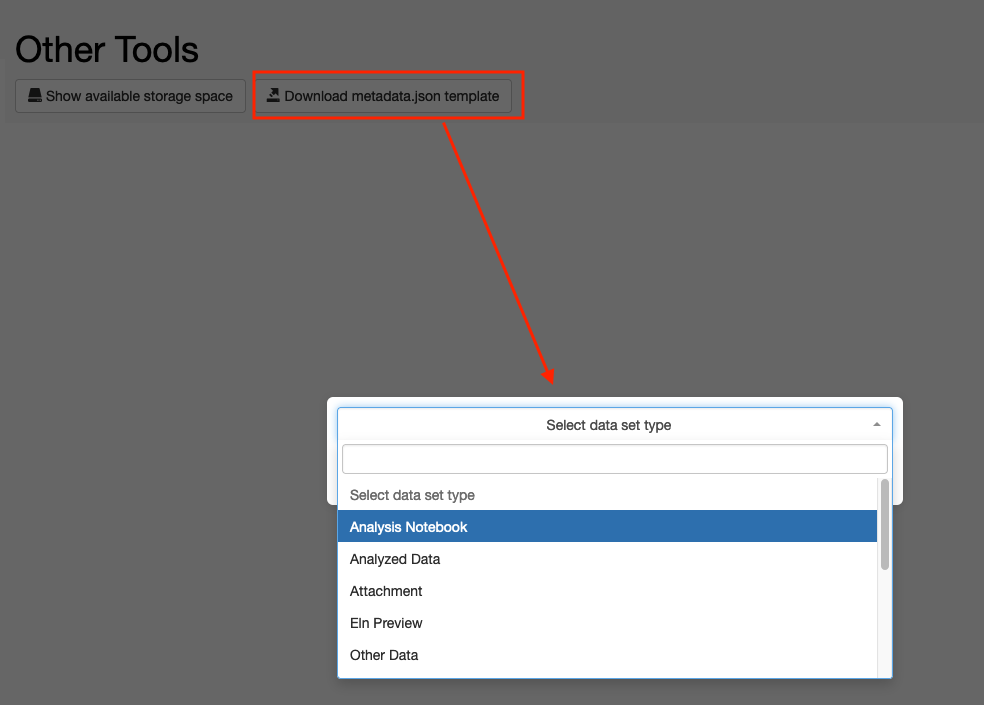 Other Tools
Show available storage space
Download metadata.json template
Select data set type
Select data set type
Analysis Notebook
Analyzed Data
Attachment
Eln Preview
Other Data